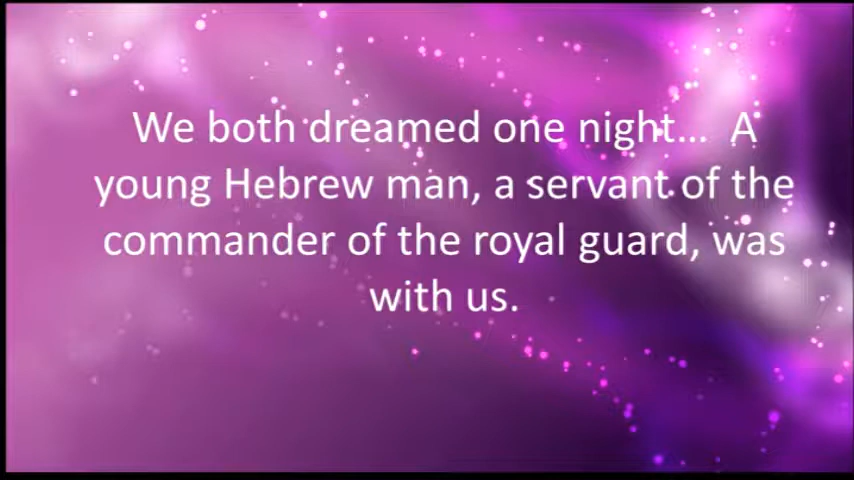 We both dreamed one night... A
young Hebrew man, a servant of the
commander of the royal guard, was
with us.